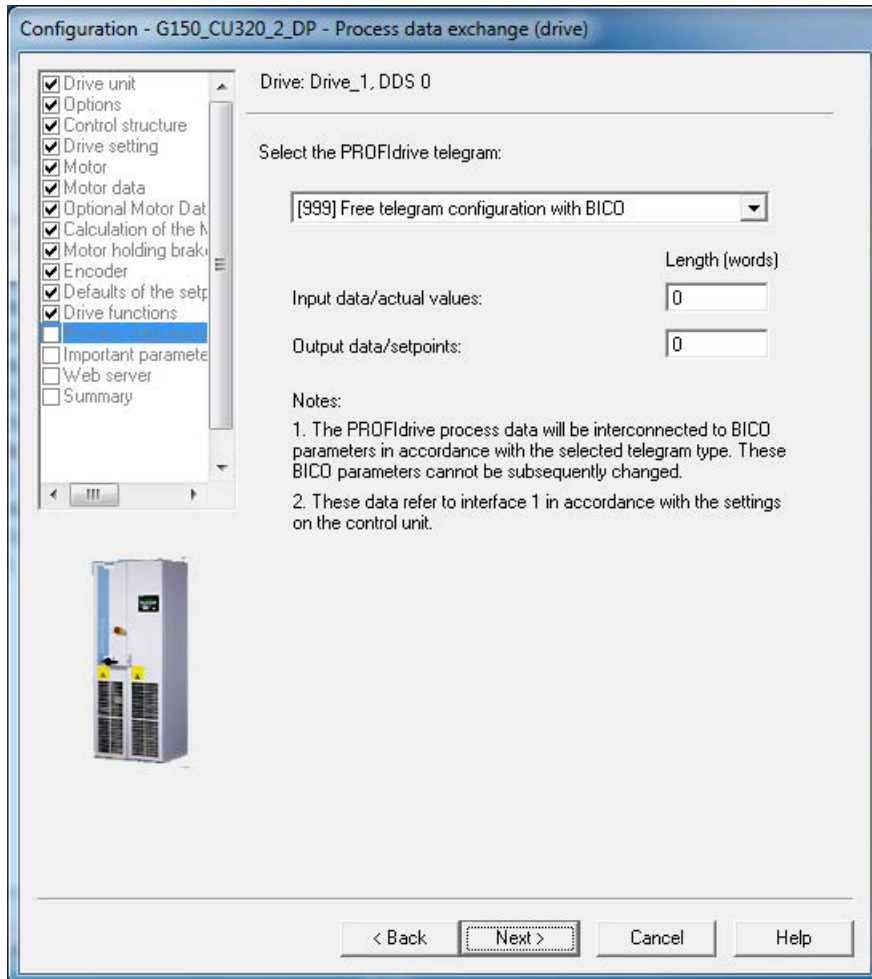 Configuration - G150_CU320_2_DP - Process data exchange (drive)
Drive unit
Options
Control structure
Drive setting
Motor
Motor data
Optional Motor Dat
Calculation of the M
Motor holding brak
Encoder
Defaults of the setp
Drive functions
Process data exch
Important paramete
Web server
Summary
Drive: Drive_1, DDS 0
Select the PROFIdrive telegram:
[999] Free telegram configuration with BICO
Length (words)
Input data/actual values:
0
Output data/setpoints:
0
Notes:
1. The PROFIdrive process data will be interconnected to BICO
parameters in accordance with the selected telegram type. These
BICO parameters cannot be subsequently changed.
2. These data refer to interface 1 in accordance with the settings
on the control unit.
< Back
Next >
Cancel
Help